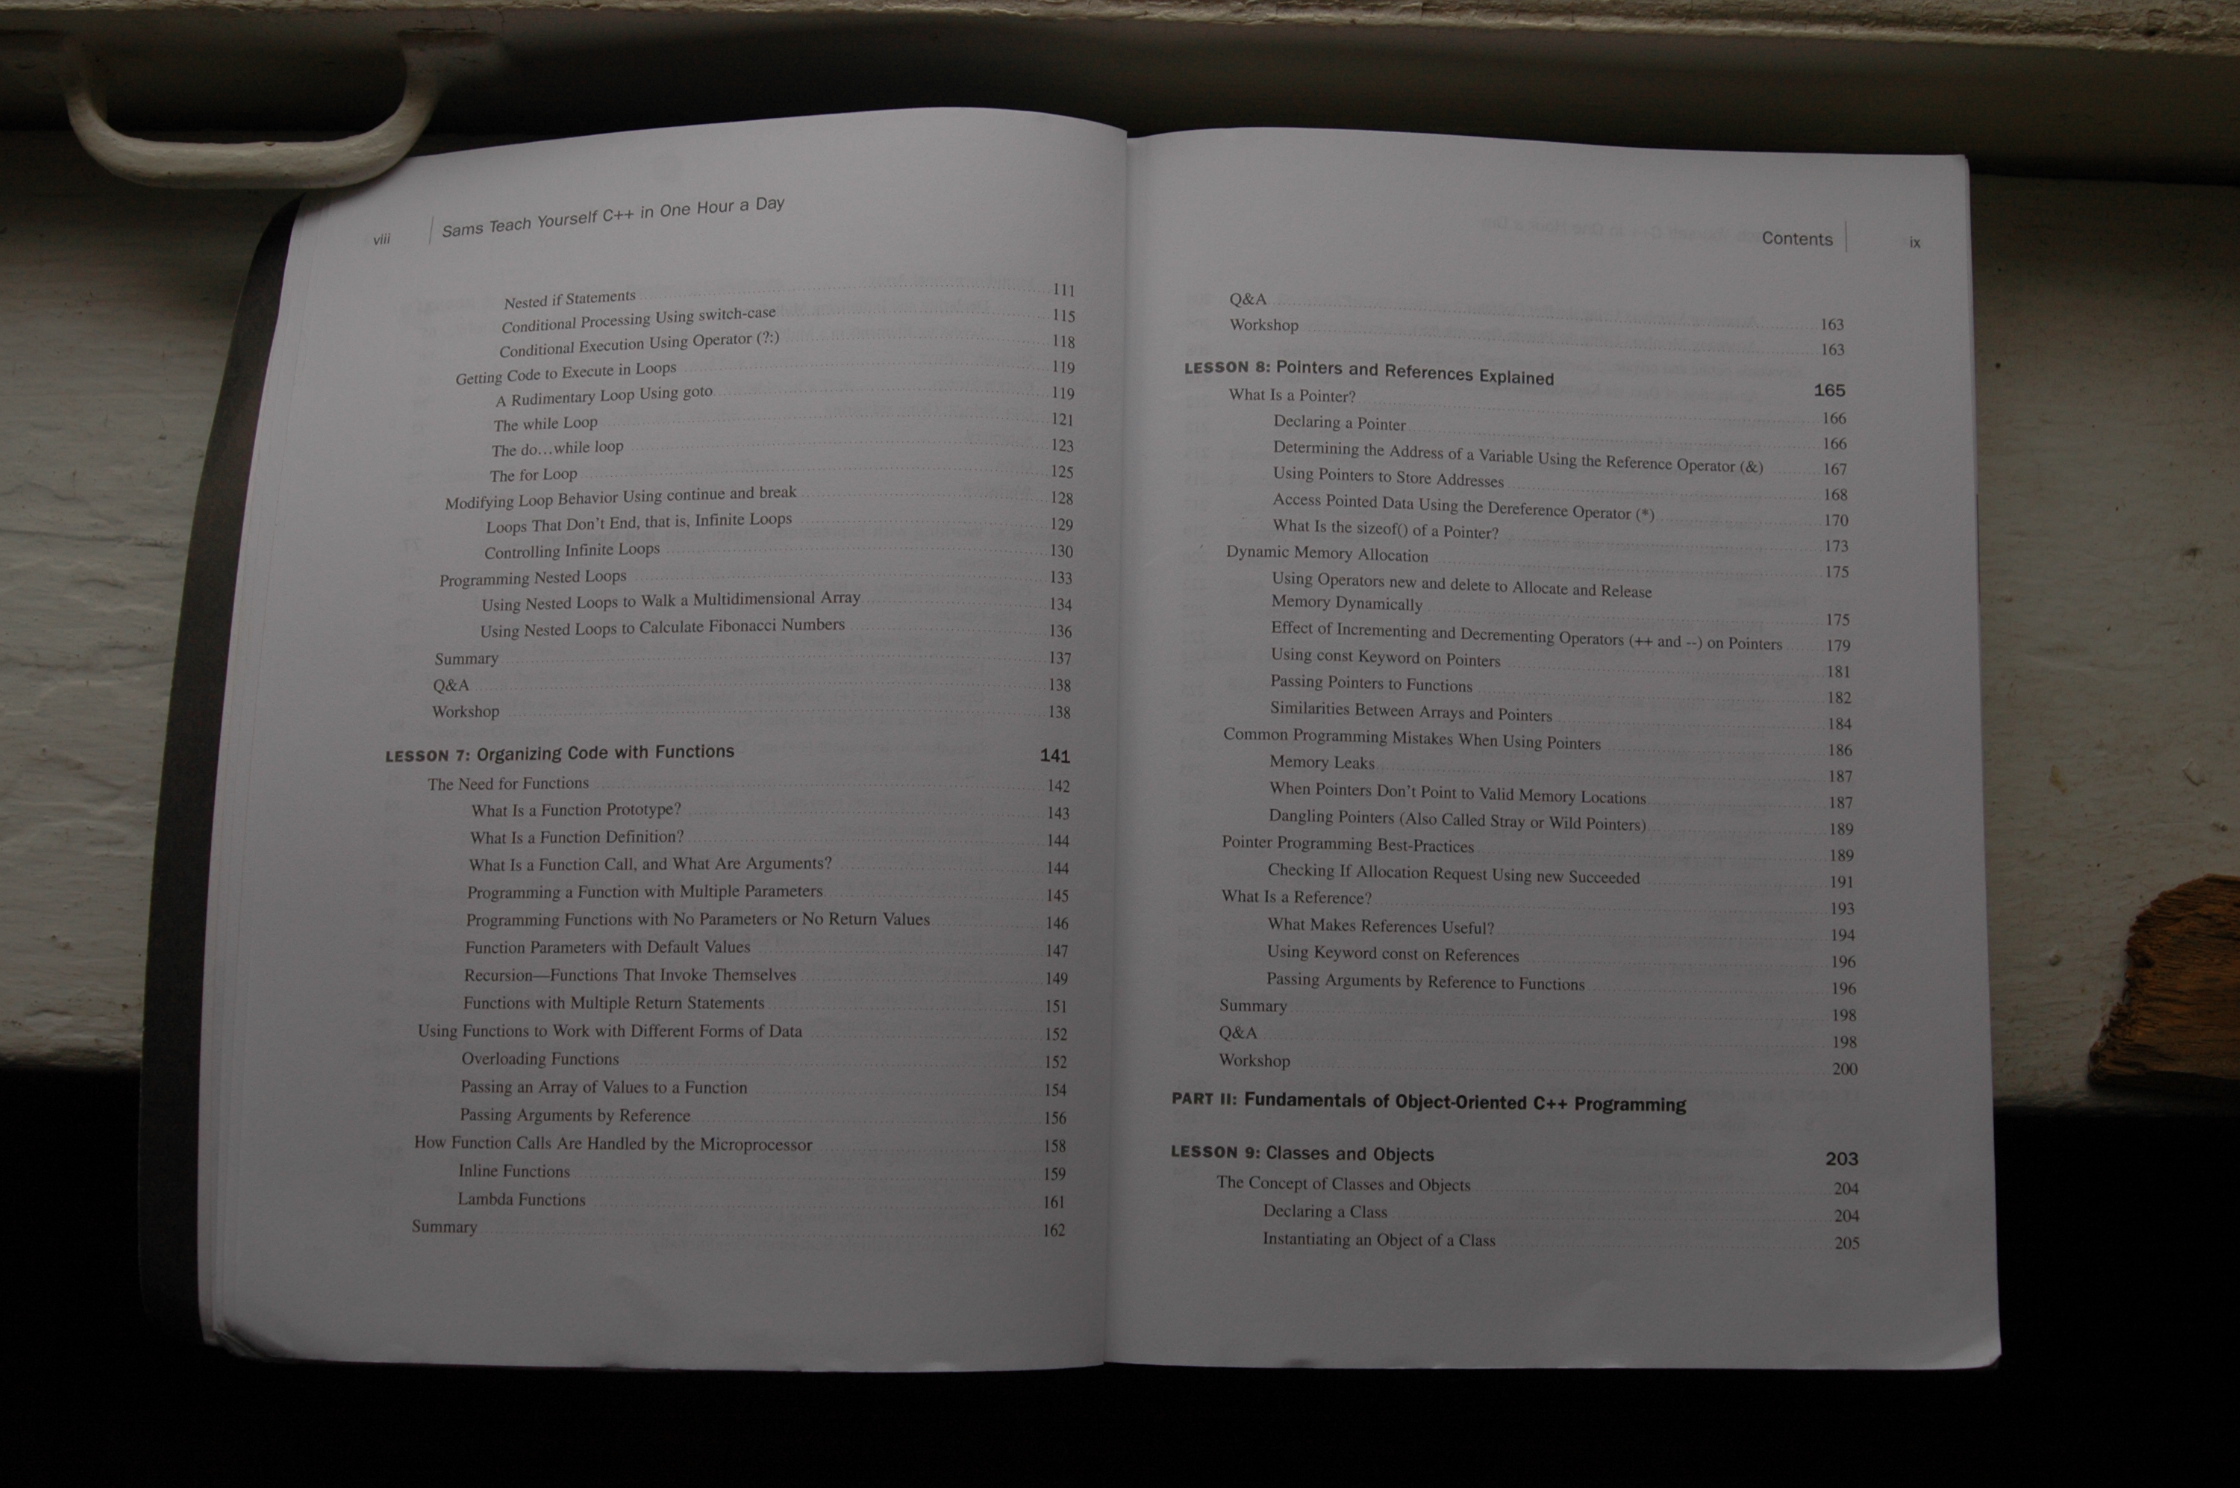 viii Sams Teach Yourself C++ in One Hour a Day
Nested if Statements 111
Conditional Processing Using switch-case 115
Conditional Execution Using Operator (?:) 118
Getting Code to Execute in Loops 119
A Rudimentary Loop Using goto 119
The while Loop 121
The do…while loop 123
The for Loop 125
Modifying Loop Behavior Using continue and break 128
Loops That Don't End, that is, Infinite Loops 129
Controlling Infinite Loops 130
Programming Nested Loops 133
Using Nested Loops to Walk a Multidimensional Array 134
Using Nested Loops to Calculate Fibonacci Numbers 136
Summary 137
Q&A 138
Workshop 138
LESSON 7: Organizing Code with Functions 141
The Need for Functions 142
What Is a Function Prototype? 143
What Is a Function Definition? 144
What Is a Function Call, and What Are Arguments? 144
Programming a Function with Multiple Parameters 145
Programming Functions with No Parameters or No Return Values 146
Function Parameters with Default Values 147
Recursion—Functions That Invoke Themselves 149
Functions with Multiple Return Statements 151
Using Functions to Work with Different Forms of Data 152
Overloading Functions 152
Passing an Array of Values to a Function 154
Passing Arguments by Reference 156
How Function Calls Are Handled by the Microprocessor 158
Inline Functions 159
Lambda Functions 161
Summary 162
Contents ix
Q&A 163
Workshop 163
LESSON 8: Pointers and References Explained 165
What Is a Pointer? 166
Declaring a Pointer 166
Determining the Address of a Variable Using the Reference Operator (&) 167
Using Pointers to Store Addresses 168
Access Pointed Data Using the Dereference Operator (*) 170
What Is the sizeof() of a Pointer? 173
Dynamic Memory Allocation 175
Using Operators new and delete to Allocate and Release
Memory Dynamically 175
Effect of Incrementing and Decrementing Operators (++ and --) on Pointers 179
Using const Keyword on Pointers 181
Passing Pointers to Functions 182
Similarities Between Arrays and Pointers 184
Common Programming Mistakes When Using Pointers 186
Memory Leaks 187
When Pointers Don't Point to Valid Memory Locations 187
Dangling Pointers (Also Called Stray or Wild Pointers) 189
Pointer Programming Best-Practices 189
Checking If Allocation Request Using new Succeeded 191
What Is a Reference? 193
What Makes References Useful? 194
Using Keyword const on References 196
Passing Arguments by Reference to Functions 196
Summary 198
Q&A 198
Workshop 200
PART II: Fundamentals of Object-Oriented C++ Programming
LESSON 9: Classes and Objects 203
The Concept of Classes and Objects 204
Declaring a Class 204
Instantiating an Object of a Class 205